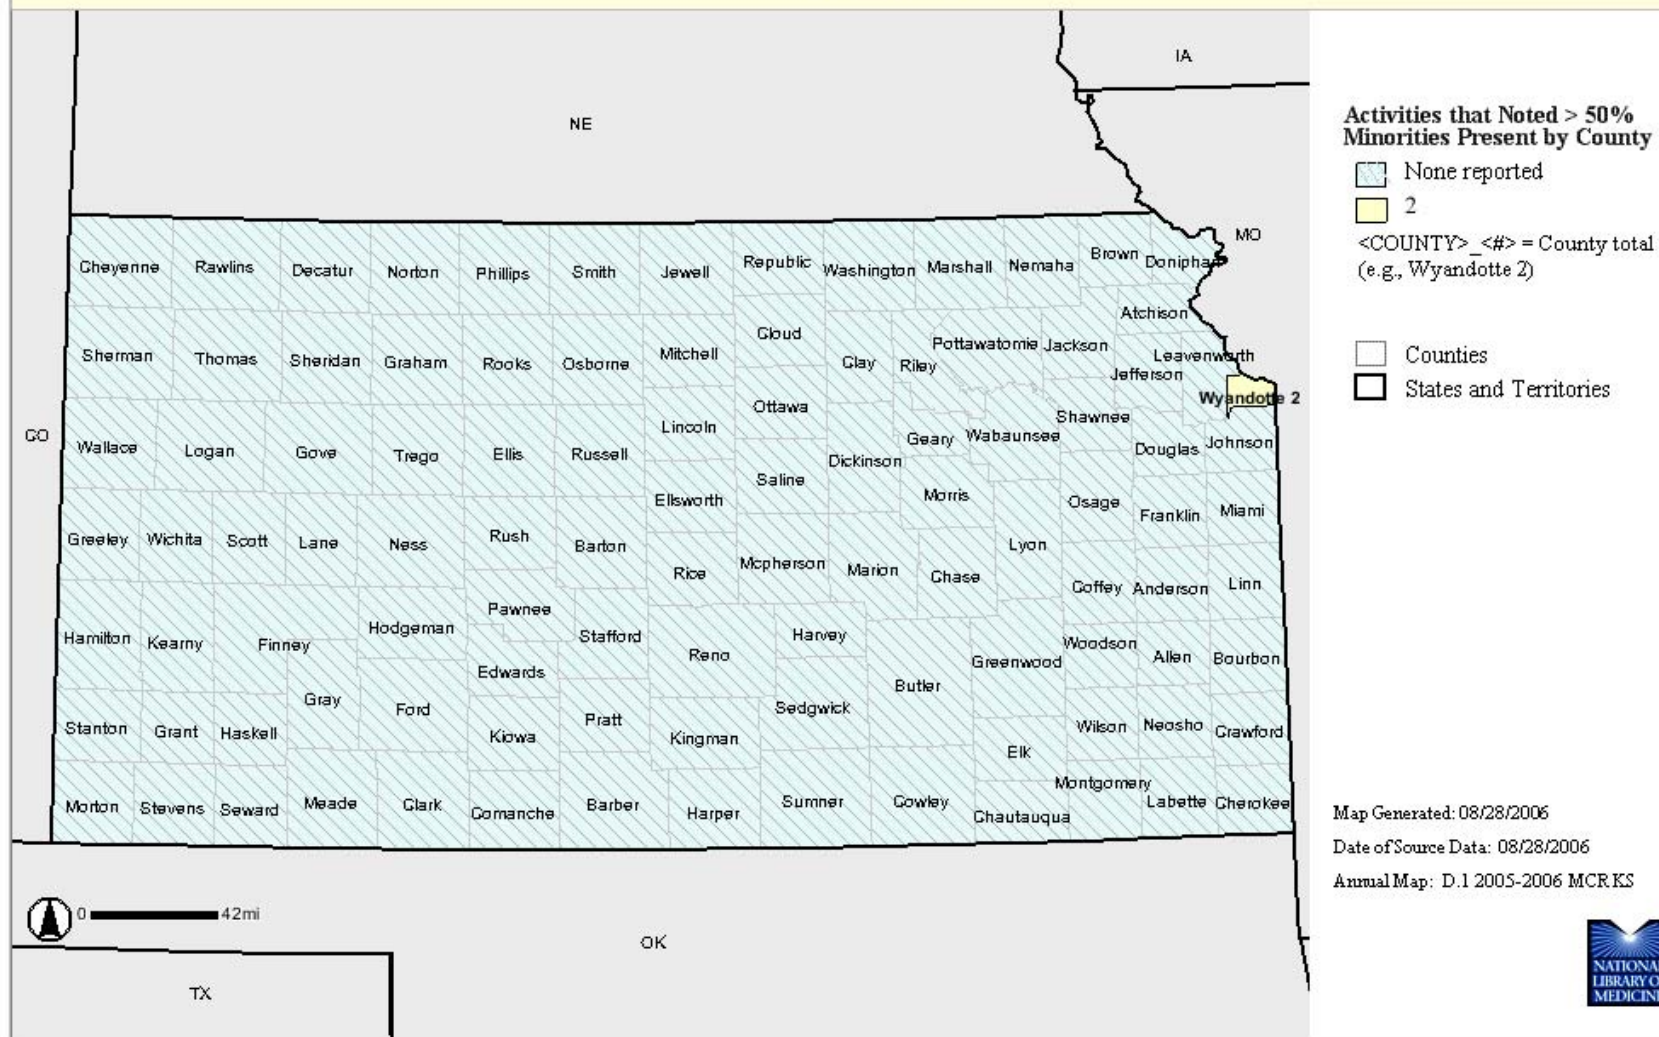 IA
NE
MO
CO
OK
TX
Cheyenne Rawlins Decatur Norton Phillips Smith Jewell Republic Washington Marshall Nemaha Brown Doniphan
Atchison
Sherman Thomas Sheridan Graham Rooks Osborne Mitchell Cloud Clay Riley Pottawatomie Jackson Jefferson Leavenworth
Wyandotte 2
Wallace Logan Gove Trego Ellis Russell Lincoln Ottawa Saline Dickinson Geary Wabaunsee Shawnee Douglas Johnson
Ellsworth Morris Osage Franklin Miami
Greeley Wichita Scott Lane Ness Rush Barton Rice Mcpherson Marion Chase Lyon Coffey Anderson Linn
Hamilton Kearny Finney Hodgeman Pawnee Stafford Reno Harvey Butler Greenwood Woodson Allen Bourbon
Edwards
Stanton Grant Haskell Gray Ford Kiowa Pratt Kingman Sedgwick Elk Wilson Neosho Crawford
Morton Stevens Seward Meade Clark Comanche Barber Harper Sumner Cowley Chautauqua Montgomery Labette Cherokee
0 42mi
Activities that Noted > 50%
Minorities Present by County
None reported
2
<COUNTY>_<#> = County total
(e.g., Wyandotte 2)
Counties
States and Territories
Map Generated: 08/28/2006
Date of Source Data: 08/28/2006
Annual Map: D.1 2005-2006 MCR KS
NATIONAL
LIBRARY O
MEDICINE